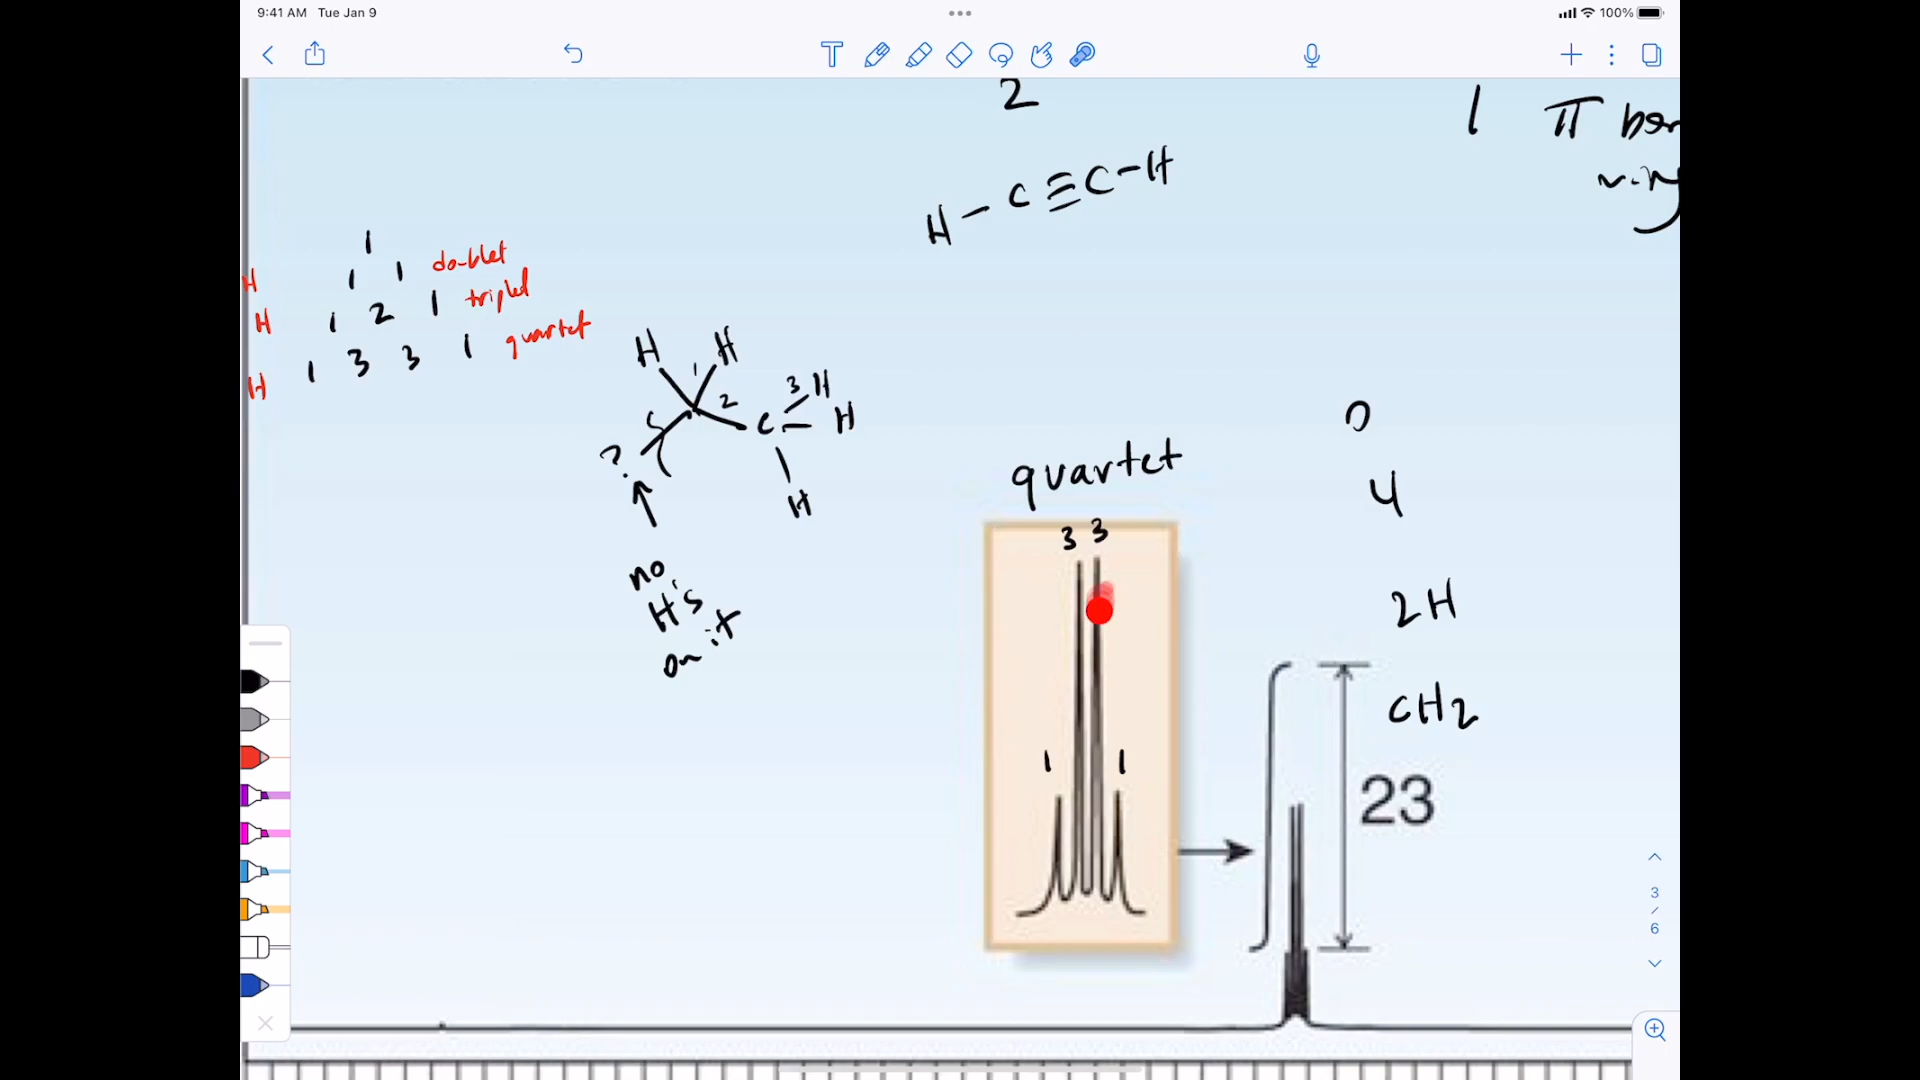 9:41 AM Tue Jan 9
100%
2
1 π
H - C ≡ C - H
1
H 1 1 doublet
H 1 2 1 triplet
H 1 3 3 1 quartet
H H
1
2 3 H
C H
?
H
no
H's
on it
quartet
3 3
1 1
0
4
2H
CH2
23
3
/
6